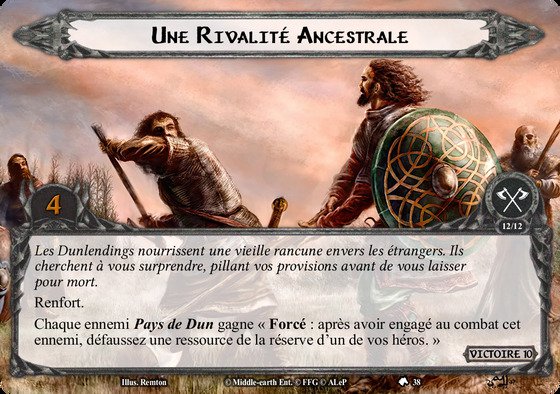 Une Rivalité Ancestrale
4
12/12
Les Dunlendings nourrissent une vieille rancune envers les étrangers. Ils
cherchent à vous surprendre, pillant vos provisions avant de vous laisser
pour mort.
Renfort.
Chaque ennemi Pays de Dun gagne « Forcé : après avoir engagé au combat cet
ennemi, défaussez une ressource de la réserve d’un de vos héros. »
VICTOIRE 10
Illus. Remton
© Middle-earth Ent. © FFG © ALeP
38